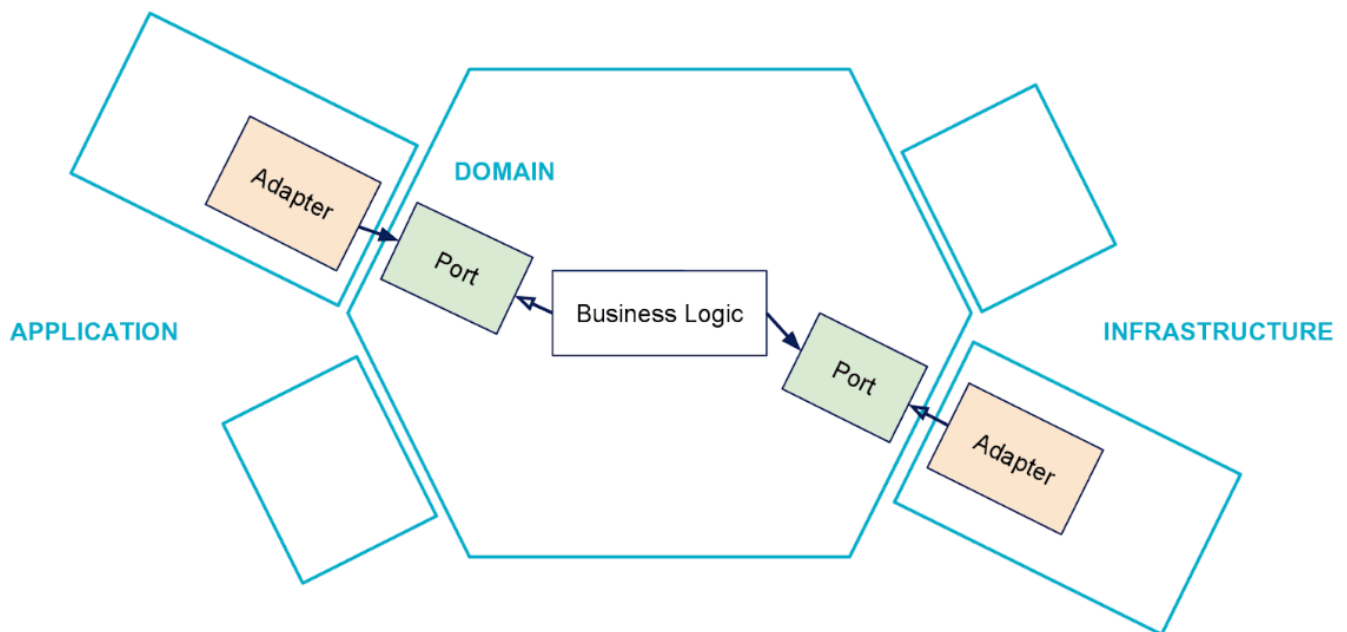 Adapter
DOMAIN
Port
Business Logic
APPLICATION
INFRASTRUCTURE
Port
Adapter